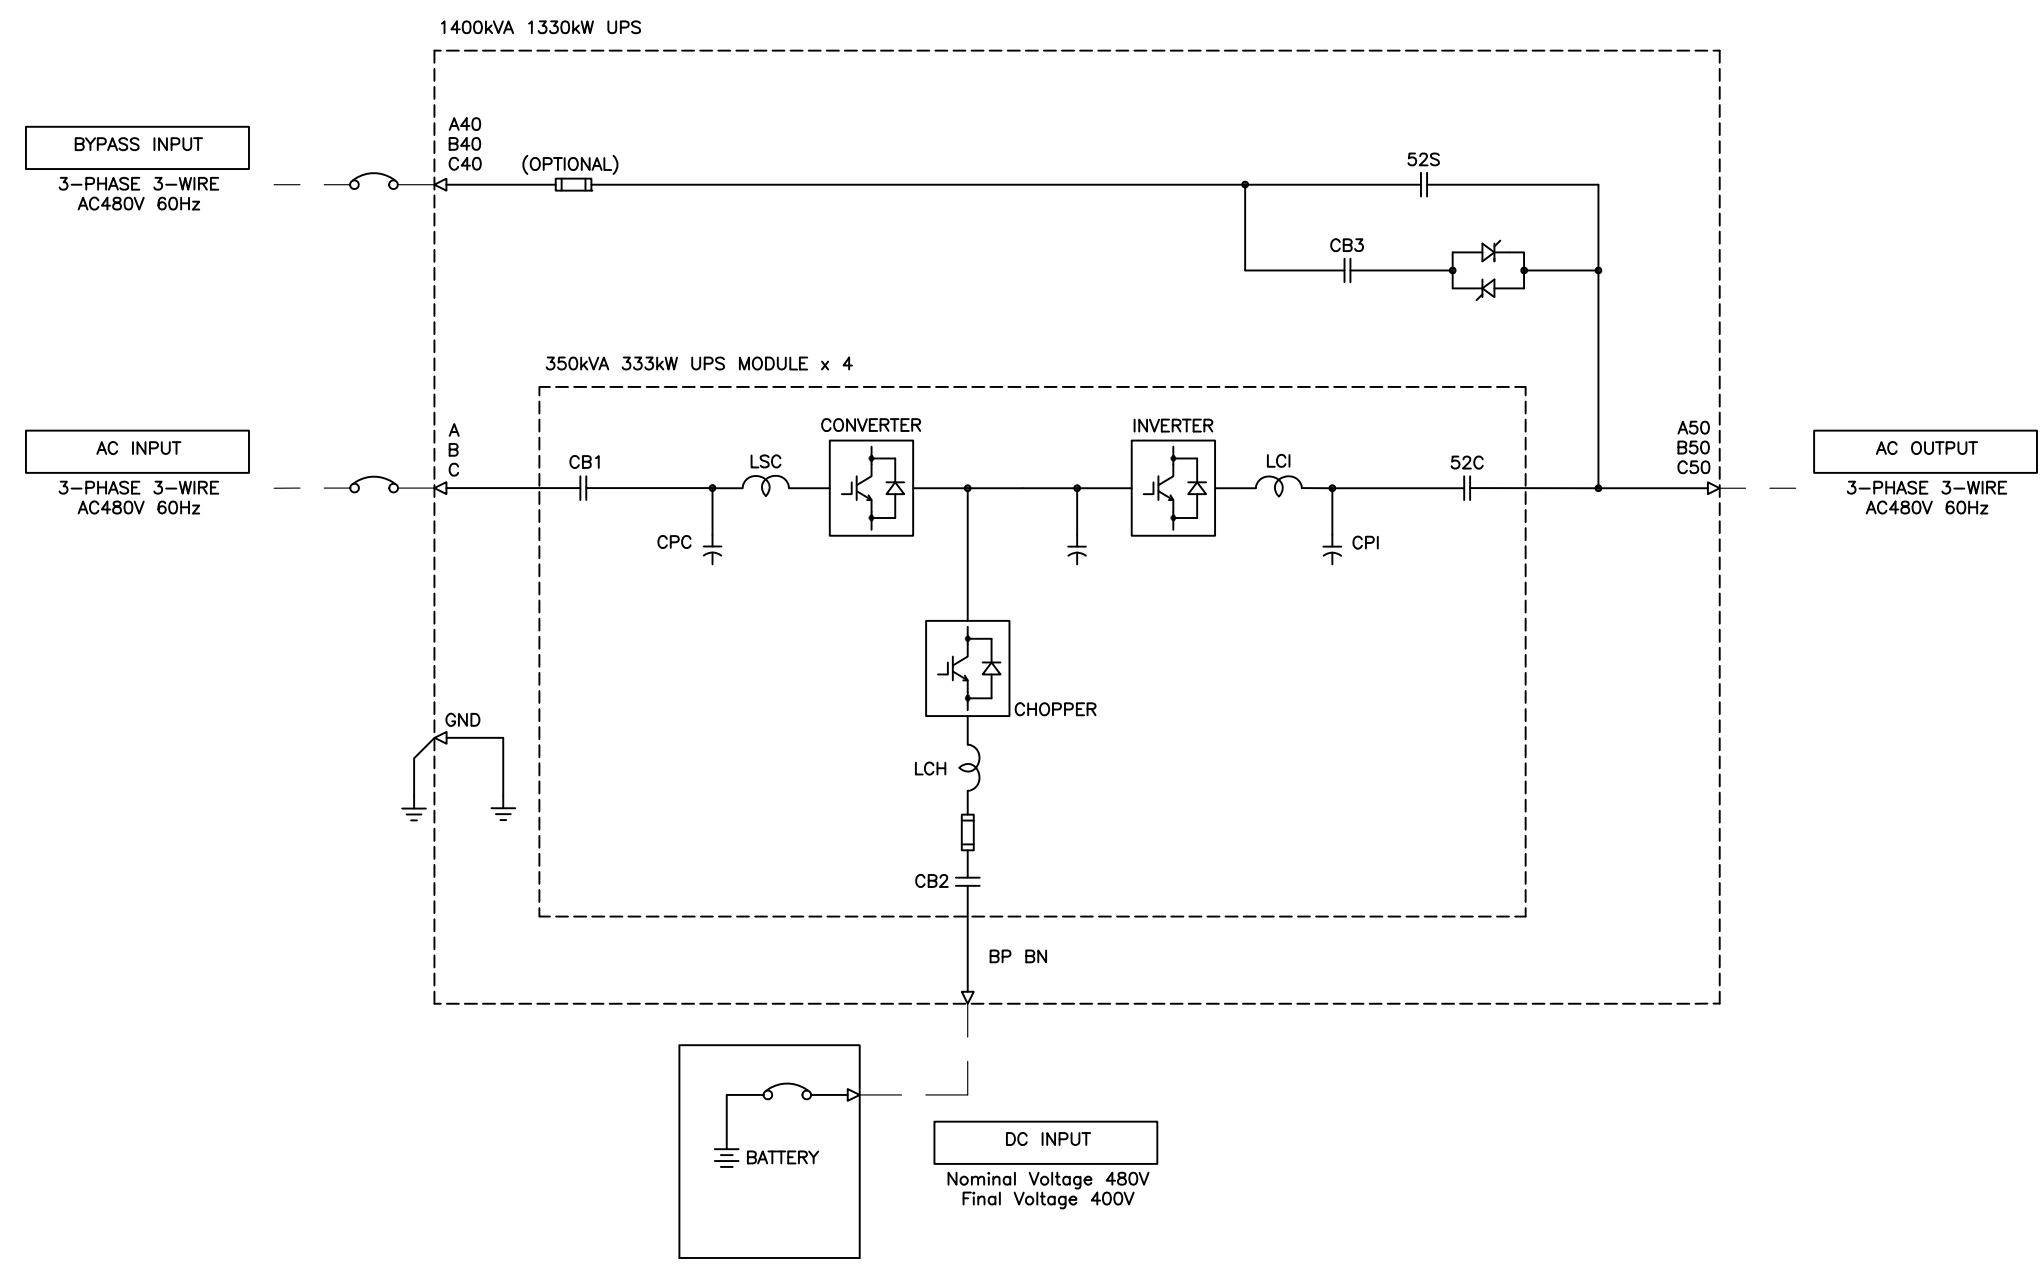 1400kVA 1330kW UPS
BYPASS INPUT
3-PHASE 3-WIRE
AC480V 60Hz
A40
B40
C40
(OPTIONAL)
52S
CB3
350kVA 333kW UPS MODULE x 4
AC INPUT
3-PHASE 3-WIRE
AC480V 60Hz
A
B
C
CB1
LSC
CONVERTER
INVERTER
LCI
52C
A50
B50
C50
AC OUTPUT
3-PHASE 3-WIRE
AC480V 60Hz
CPC
CPI
GND
CHOPPER
LCH
CB2
BP BN
BATTERY
DC INPUT
Nominal Voltage 480V
Final Voltage 400V